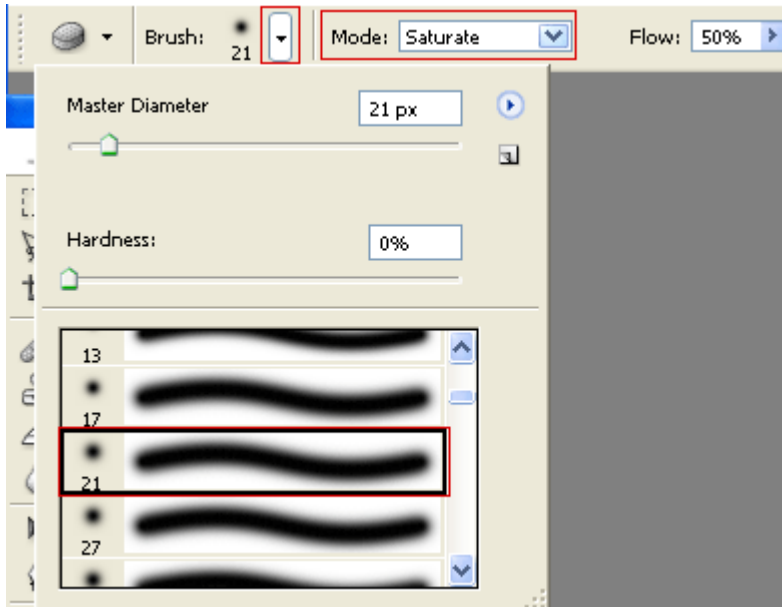 Brush: 21 Mode: Saturate Flow: 50%
Master Diameter 21 px
Hardness: 0%
13
17
21
27